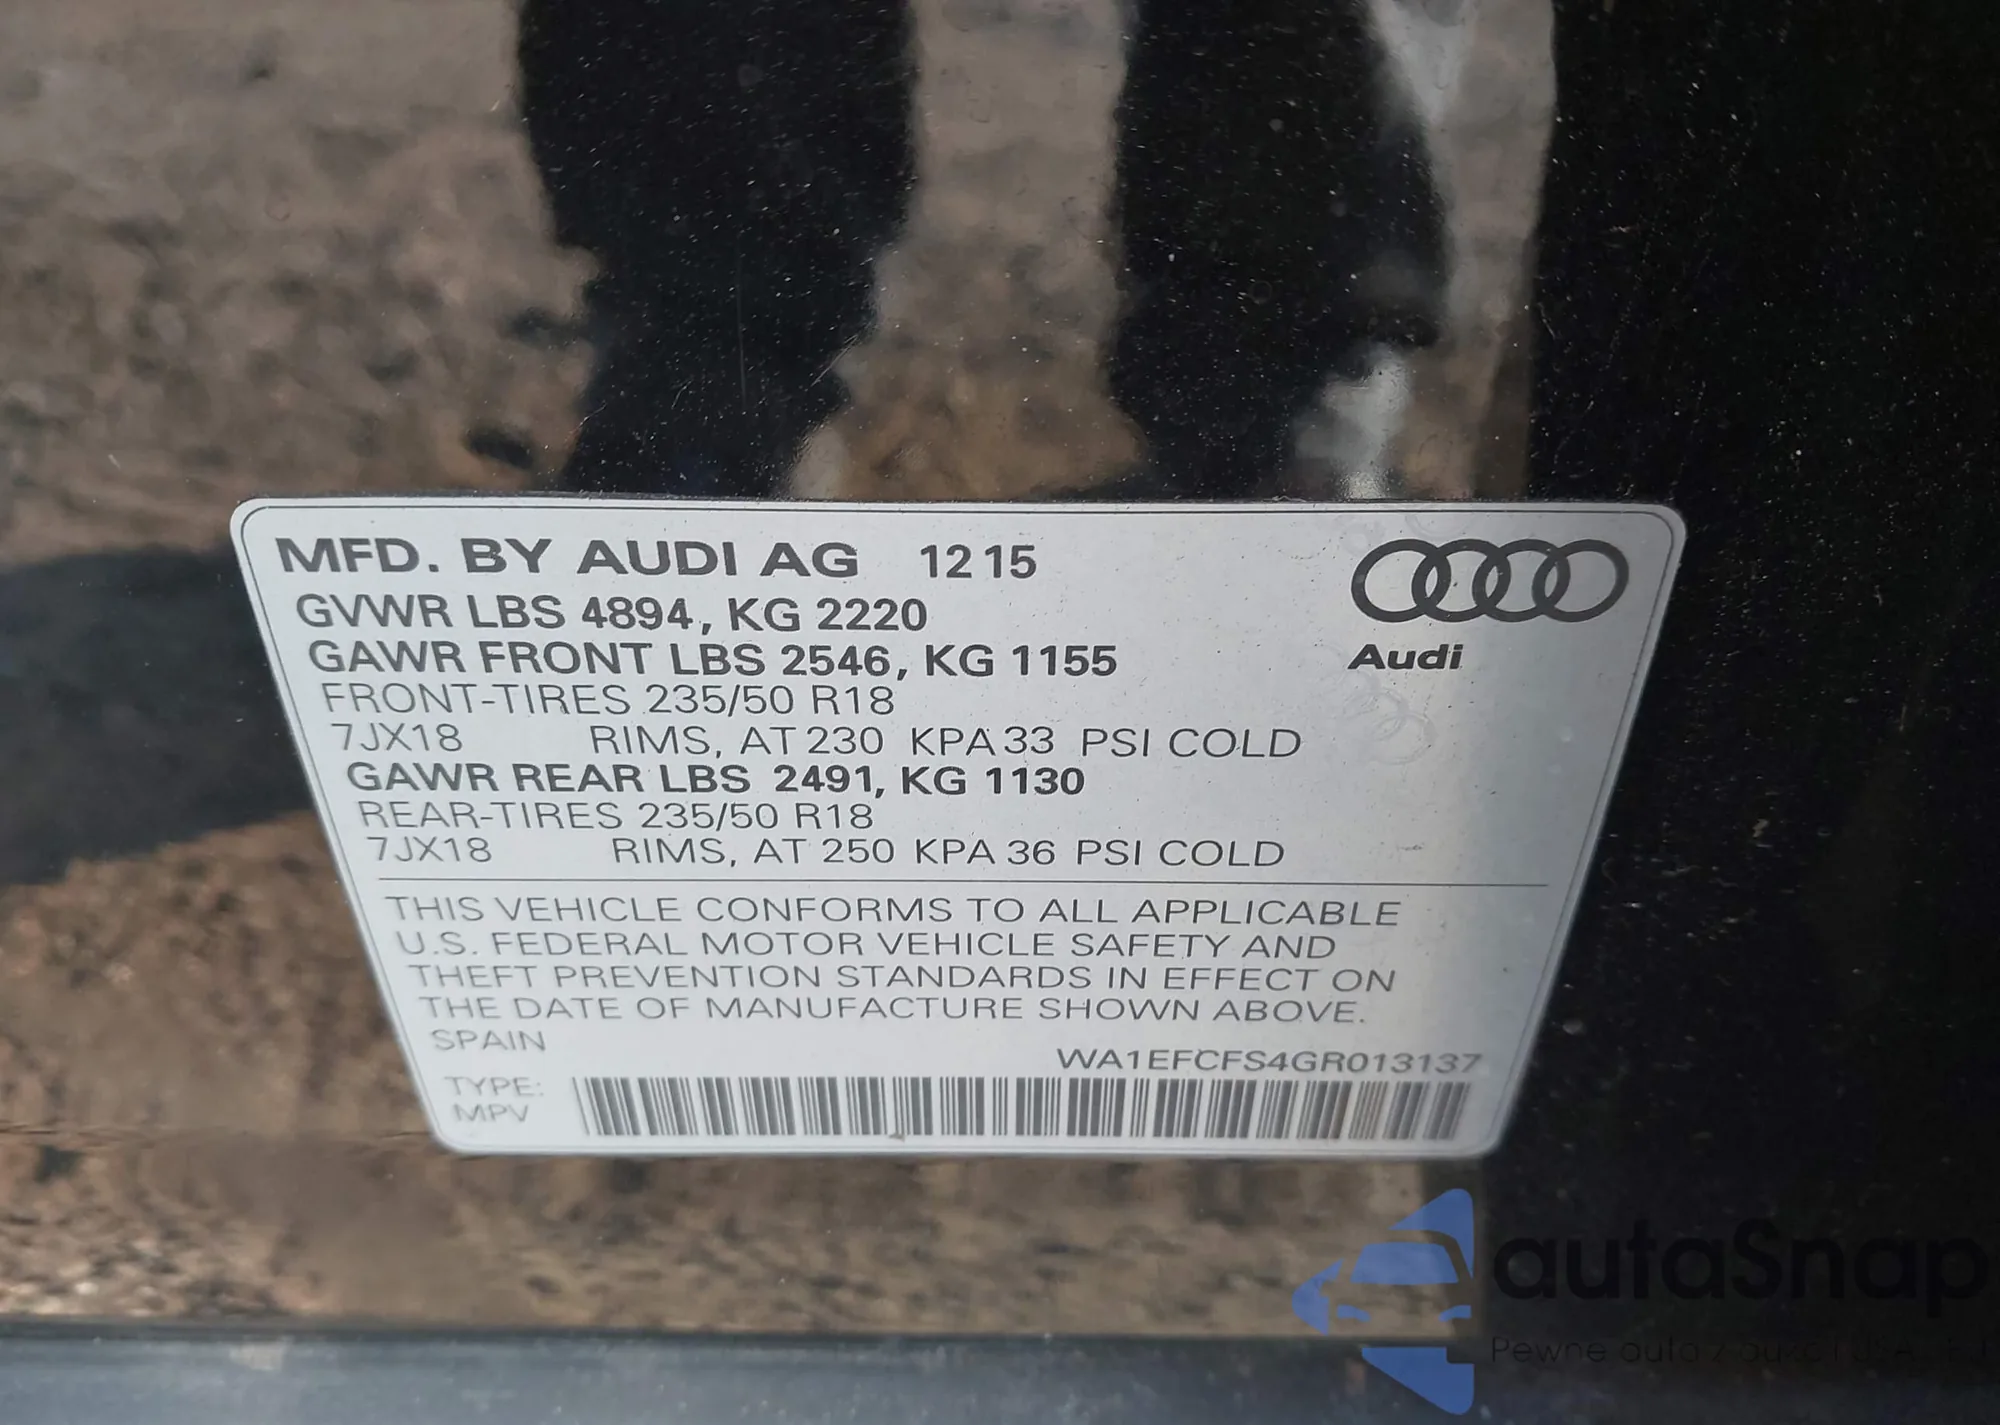 MFD. BY AUDI AG 12 15
GVWR LBS 4894, KG 2220
GAWR FRONT LBS 2546, KG 1155
Audi
FRONT-TIRES 235/50 R18
7JX18 RIMS, AT 230 KPA 33 PSI COLD
GAWR REAR LBS 2491, KG 1130
REAR-TIRES 235/50 R18
7JX18 RIMS, AT 250 KPA 36 PSI COLD
THIS VEHICLE CONFORMS TO ALL APPLICABLE
U.S. FEDERAL MOTOR VEHICLE SAFETY AND
THEFT PREVENTION STANDARDS IN EFFECT ON
THE DATE OF MANUFACTURE SHOWN ABOVE.
SPAIN
WA1EFCFS4GR013137
TYPE:
MPV
autaSnap
Pewne auta z aukcji